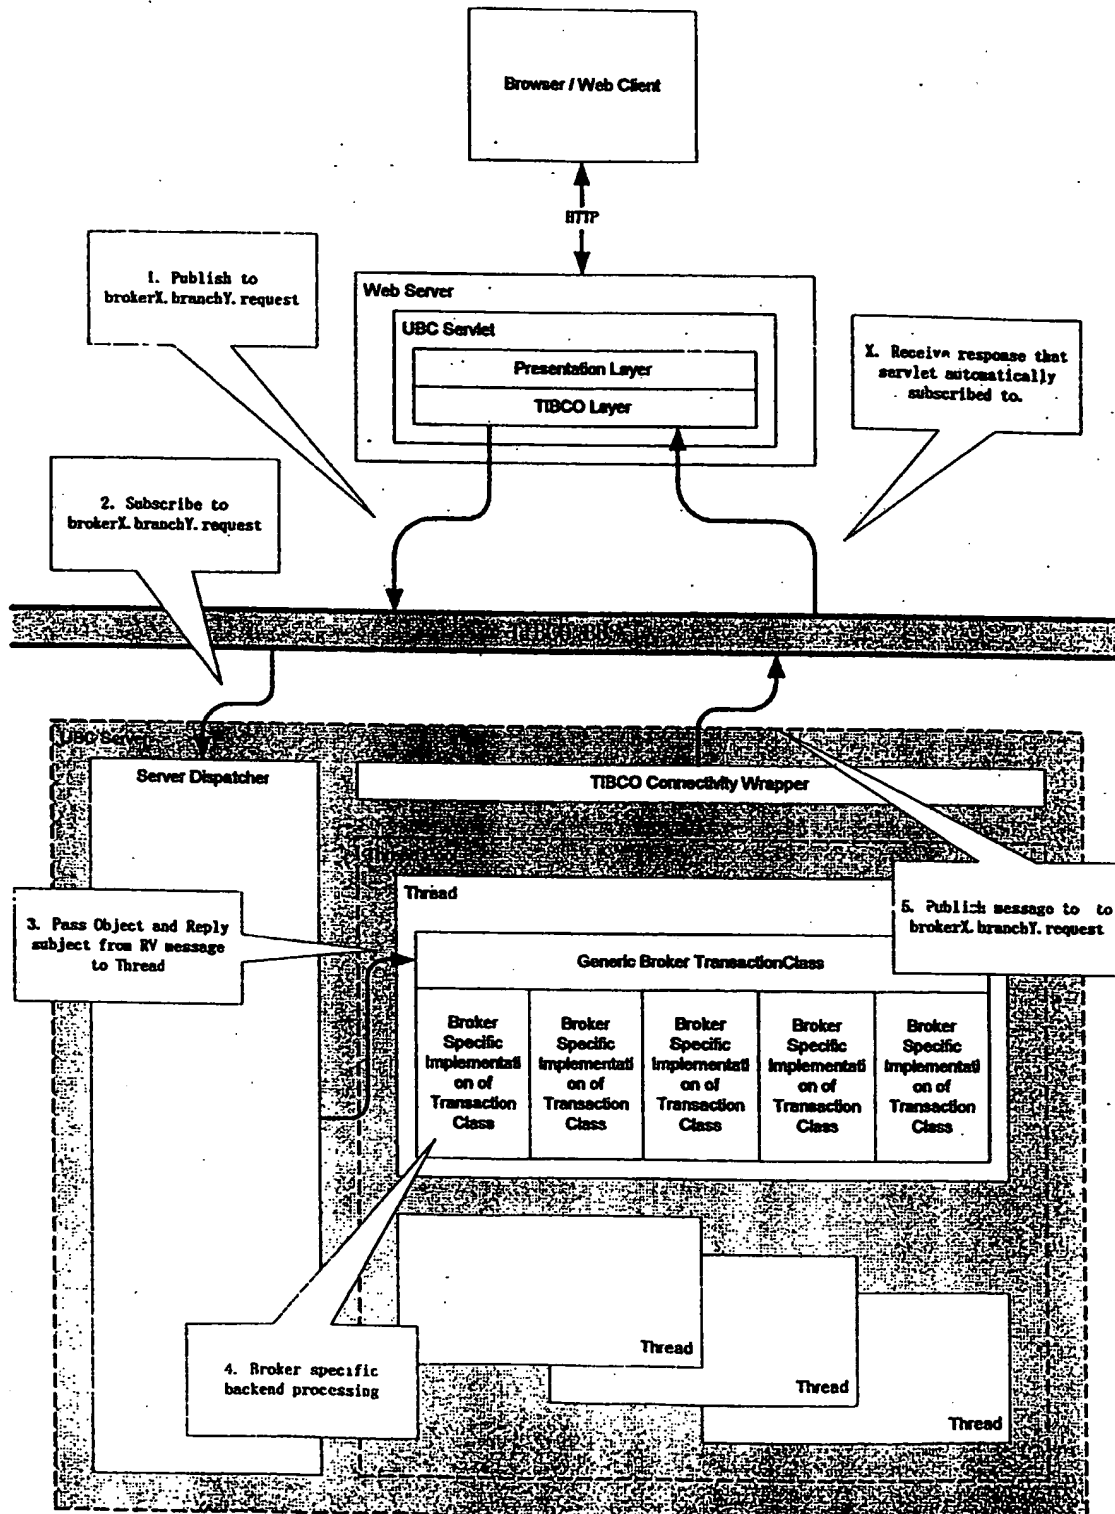 Browser / Web Client
HTTP
1. Publish to
brokerX.branchY.request
Web Server
UBC Servlet
Presentation Layer
TIBCO Layer
X. Receive response that
servlet automatically
subscribed to.
2. Subscribe to
brokerX.branchY.request
UBC Server
Server Dispatcher
TIBCO Connectivity Wrapper
Thread
3. Pass Object and Reply
subject from RV message
to Thread
5. Publish message to to
brokerX.branchY.request
Generic Broker TransactionClass
Broker
Specific
Implementati
on of
Transaction
Class
Broker
Specific
Implementati
on of
Transaction
Class
Broker
Specific
Implementati
on of
Transaction
Class
Broker
Specific
Implementati
on of
Transaction
Class
Broker
Specific
Implementati
on of
Transaction
Class
4. Broker specific
backend processing
Thread
Thread
Thread